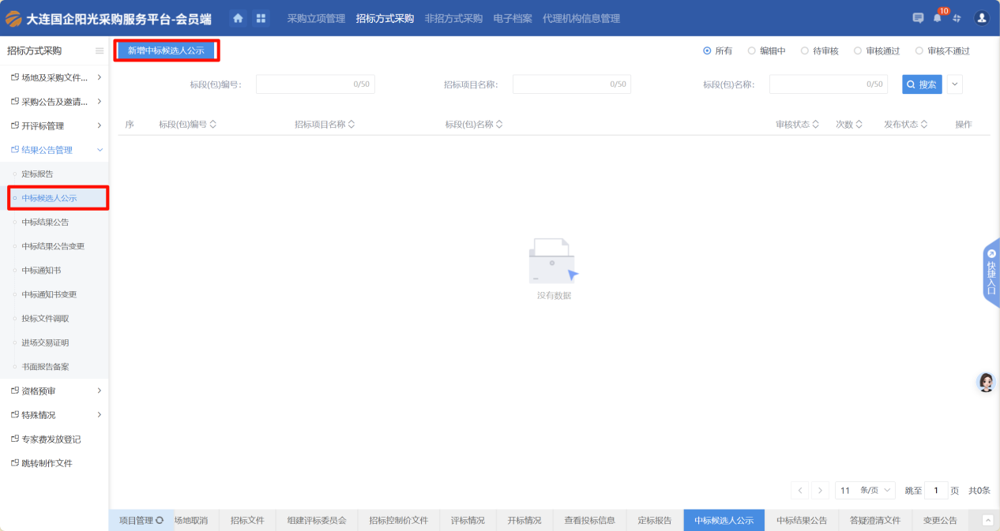 大连国企阳光采购服务平台-会员端
采购立项管理 招标方式采购 非招方式采购 电子档案 代理机构信息管理
10
招标方式采购
场地及采购文件...
采购公告及邀请...
开评标管理
结果公告管理
定标报告
中标候选人公示
中标结果公告
中标结果公告变更
中标通知书
中标通知书变更
投标文件调取
进场交易证明
书面报告备案
资格预审
特殊情况
专家费发放登记
跳转制作文件
新增中标候选人公示
所有 编辑中 待审核 审核通过 审核不通过
标段(包)编号： 0/50 招标项目名称： 0/50 标段(包)名称： 0/50 搜索
序 标段(包)编号 招标项目名称 标段(包)名称 审核状态 次数 发布状态 操作
没有数据
快捷入口
11 条/页 跳至 1 页 共0条
项目管理 场地取消 招标文件 组建评标委员会 招标控制价文件 评标情况 开标情况 查看投标信息 定标报告 中标候选人公示 中标结果公告 答疑澄清文件 变更公告